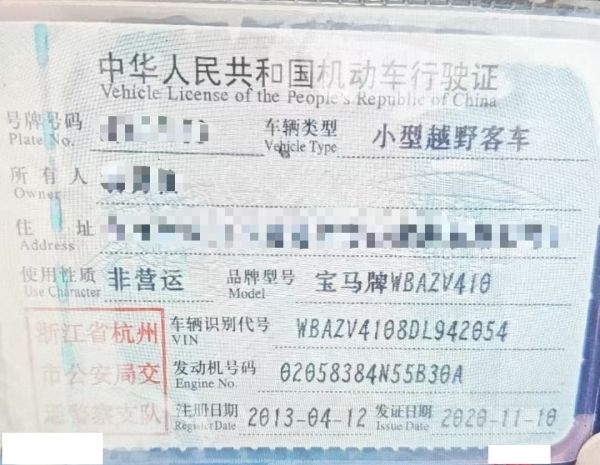 中华人民共和国机动车行驶证
Vehicle License of the People's Republic of China
号牌号码 车辆类型 小型越野客车
Plate No. Vehicle Type
所有人
Owner
住址
Address
使用性质 非营运 品牌型号 宝马牌WBAZV410
Use Character Model
浙江省杭州 车辆识别代号 WBAZV4108DL942054
VIN
市公安局交 发动机号码 02058384N55B30A
Engine No.
通警察支队 注册日期 2013-04-12 发证日期 2020-11-10
Register Date Issue Date